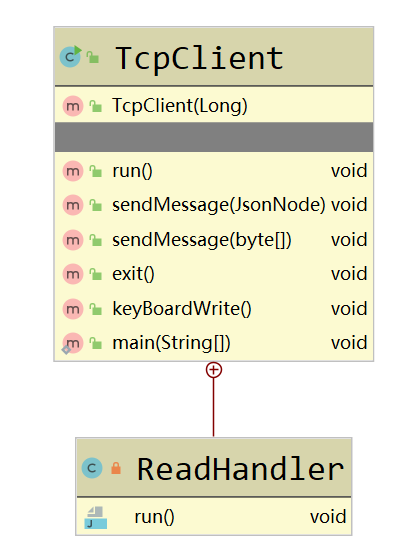 TcpClient
TcpClient(Long)
run() void
sendMessage(JsonNode) void
sendMessage(byte[]) void
exit() void
keyBoardWrite() void
main(String[]) void
ReadHandler
run() void